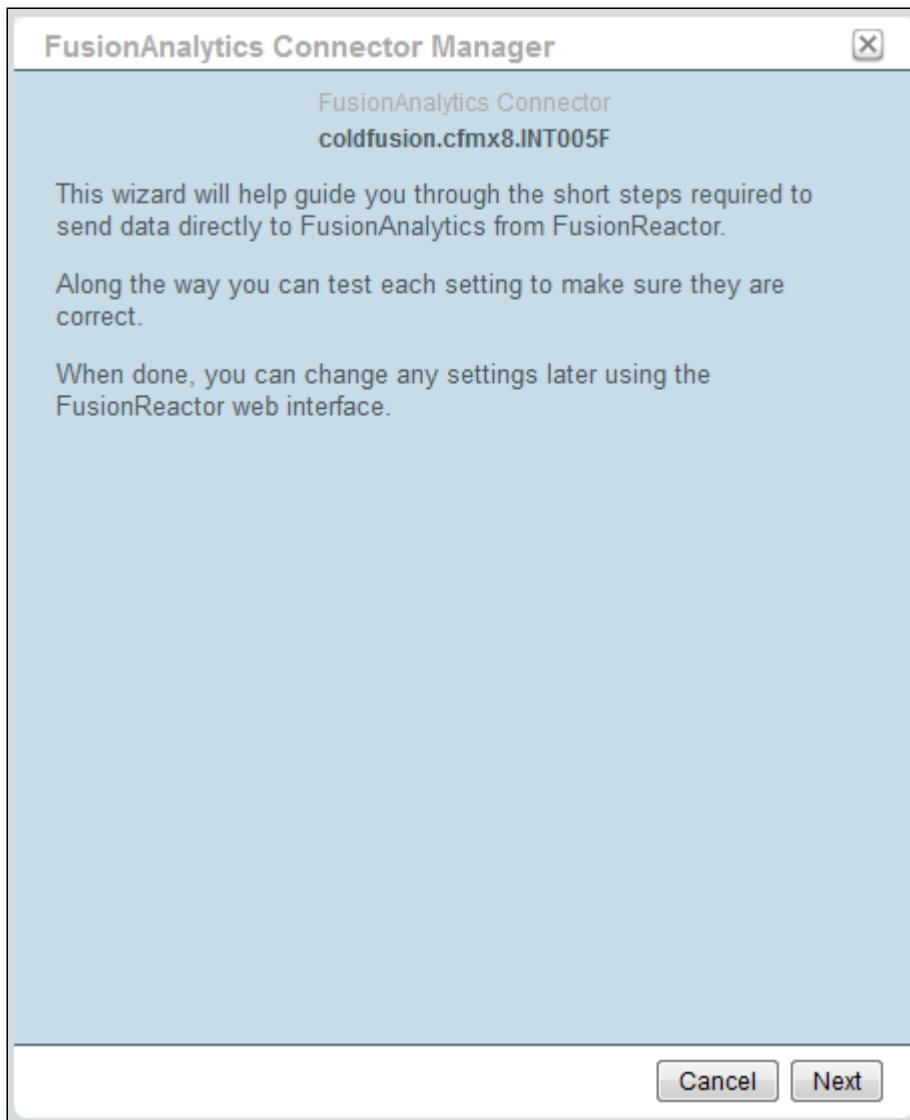 FusionAnalytics Connector Manager
FusionAnalytics Connector
coldfusion.cfmx8.INT005F
This wizard will help guide you through the short steps required to
send data directly to FusionAnalytics from FusionReactor.
Along the way you can test each setting to make sure they are
correct.
When done, you can change any settings later using the
FusionReactor web interface.
Cancel Next